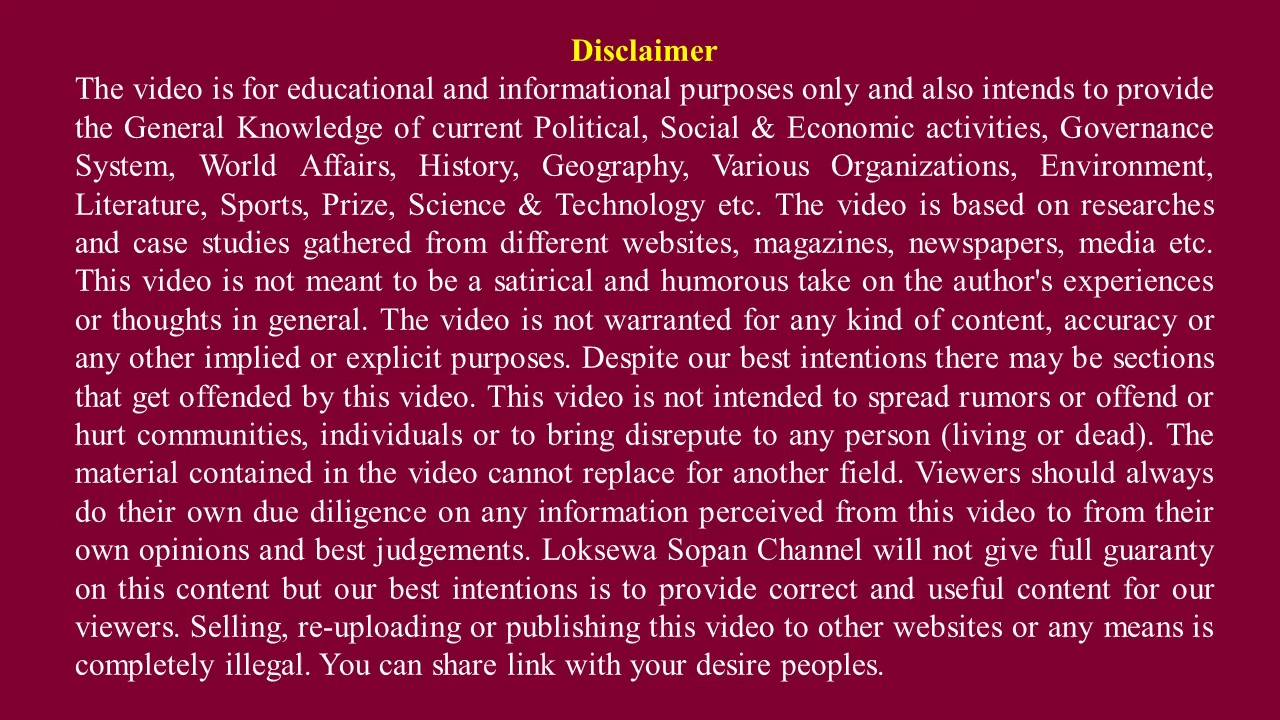 Disclaimer
The video is for educational and informational purposes only and also intends to provide
the General Knowledge of current Political, Social & Economic activities, Governance
System, World Affairs, History, Geography, Various Organizations, Environment,
Literature, Sports, Prize, Science & Technology etc. The video is based on researches
and case studies gathered from different websites, magazines, newspapers, media etc.
This video is not meant to be a satirical and humorous take on the author's experiences
or thoughts in general. The video is not warranted for any kind of content, accuracy or
any other implied or explicit purposes. Despite our best intentions there may be sections
that get offended by this video. This video is not intended to spread rumors or offend or
hurt communities, individuals or to bring disrepute to any person (living or dead). The
material contained in the video cannot replace for another field. Viewers should always
do their own due diligence on any information perceived from this video to from their
own opinions and best judgements. Loksewa Sopan Channel will not give full guaranty
on this content but our best intentions is to provide correct and useful content for our
viewers. Selling, re-uploading or publishing this video to other websites or any means is
completely illegal. You can share link with your desire peoples.